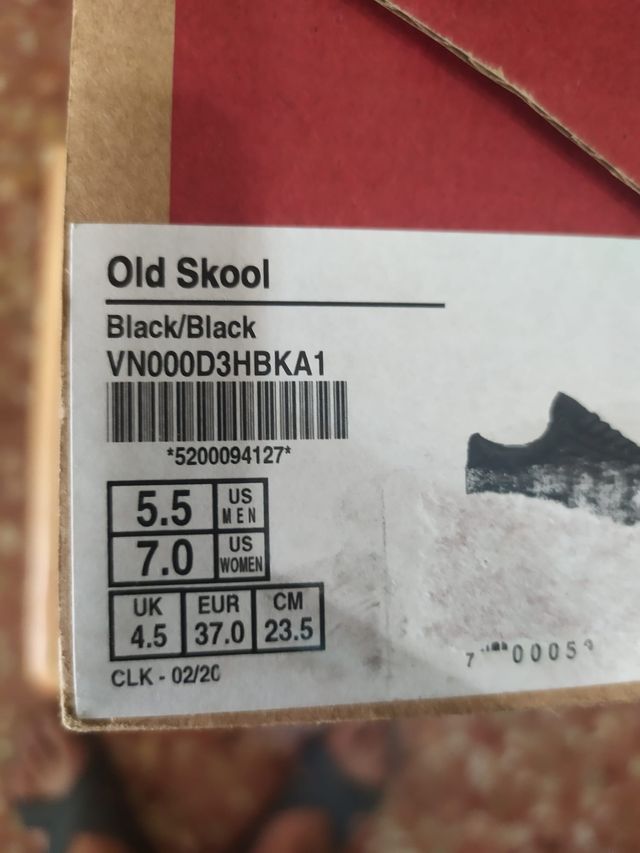 Old Skool
Black/Black
VN000D3HBKA1
*5200094127*
5.5 US MEN
7.0 US WOMEN
UK EUR CM
4.5 37.0 23.5
CLK - 02/20